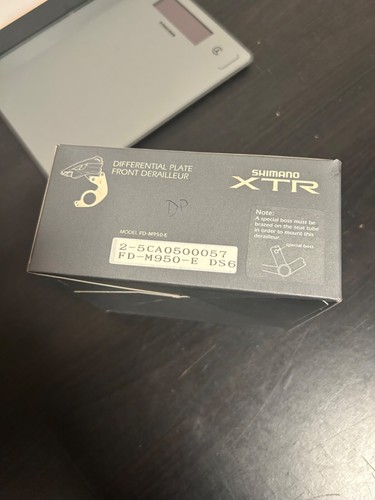 DIFFERENTIAL PLATE
FRONT DERAILLEUR
SHIMANO
XTR
DP
MODEL FD-M950-E
2-5CA0500057
FD-M950-E DS6
Note:
A special boss must be
brazed on the seat tube
in order to mount this
derailleur.
special boss